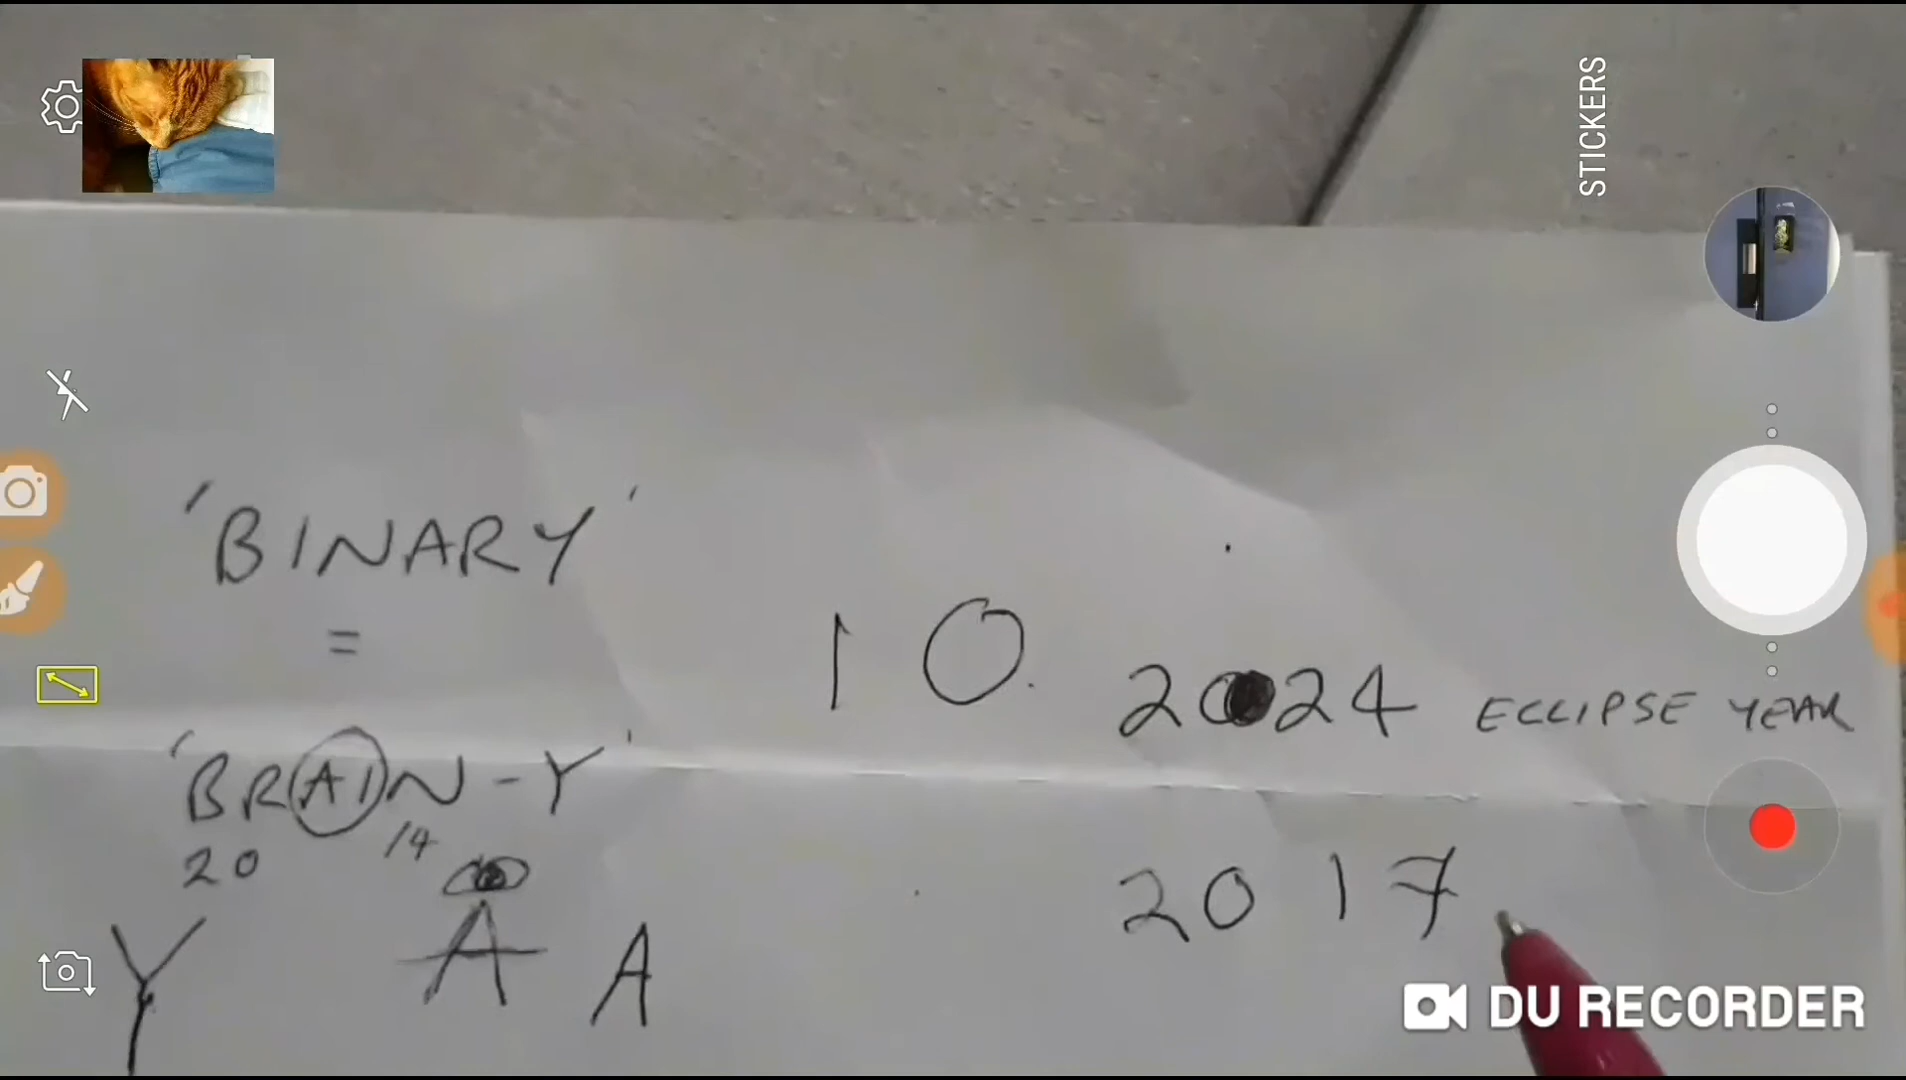 STICKERS
'BINARY'
=
'BRAIN-Y'
20 14
Y A A
10
2024 ECLIPSE YEAR
2017
DU RECORDER